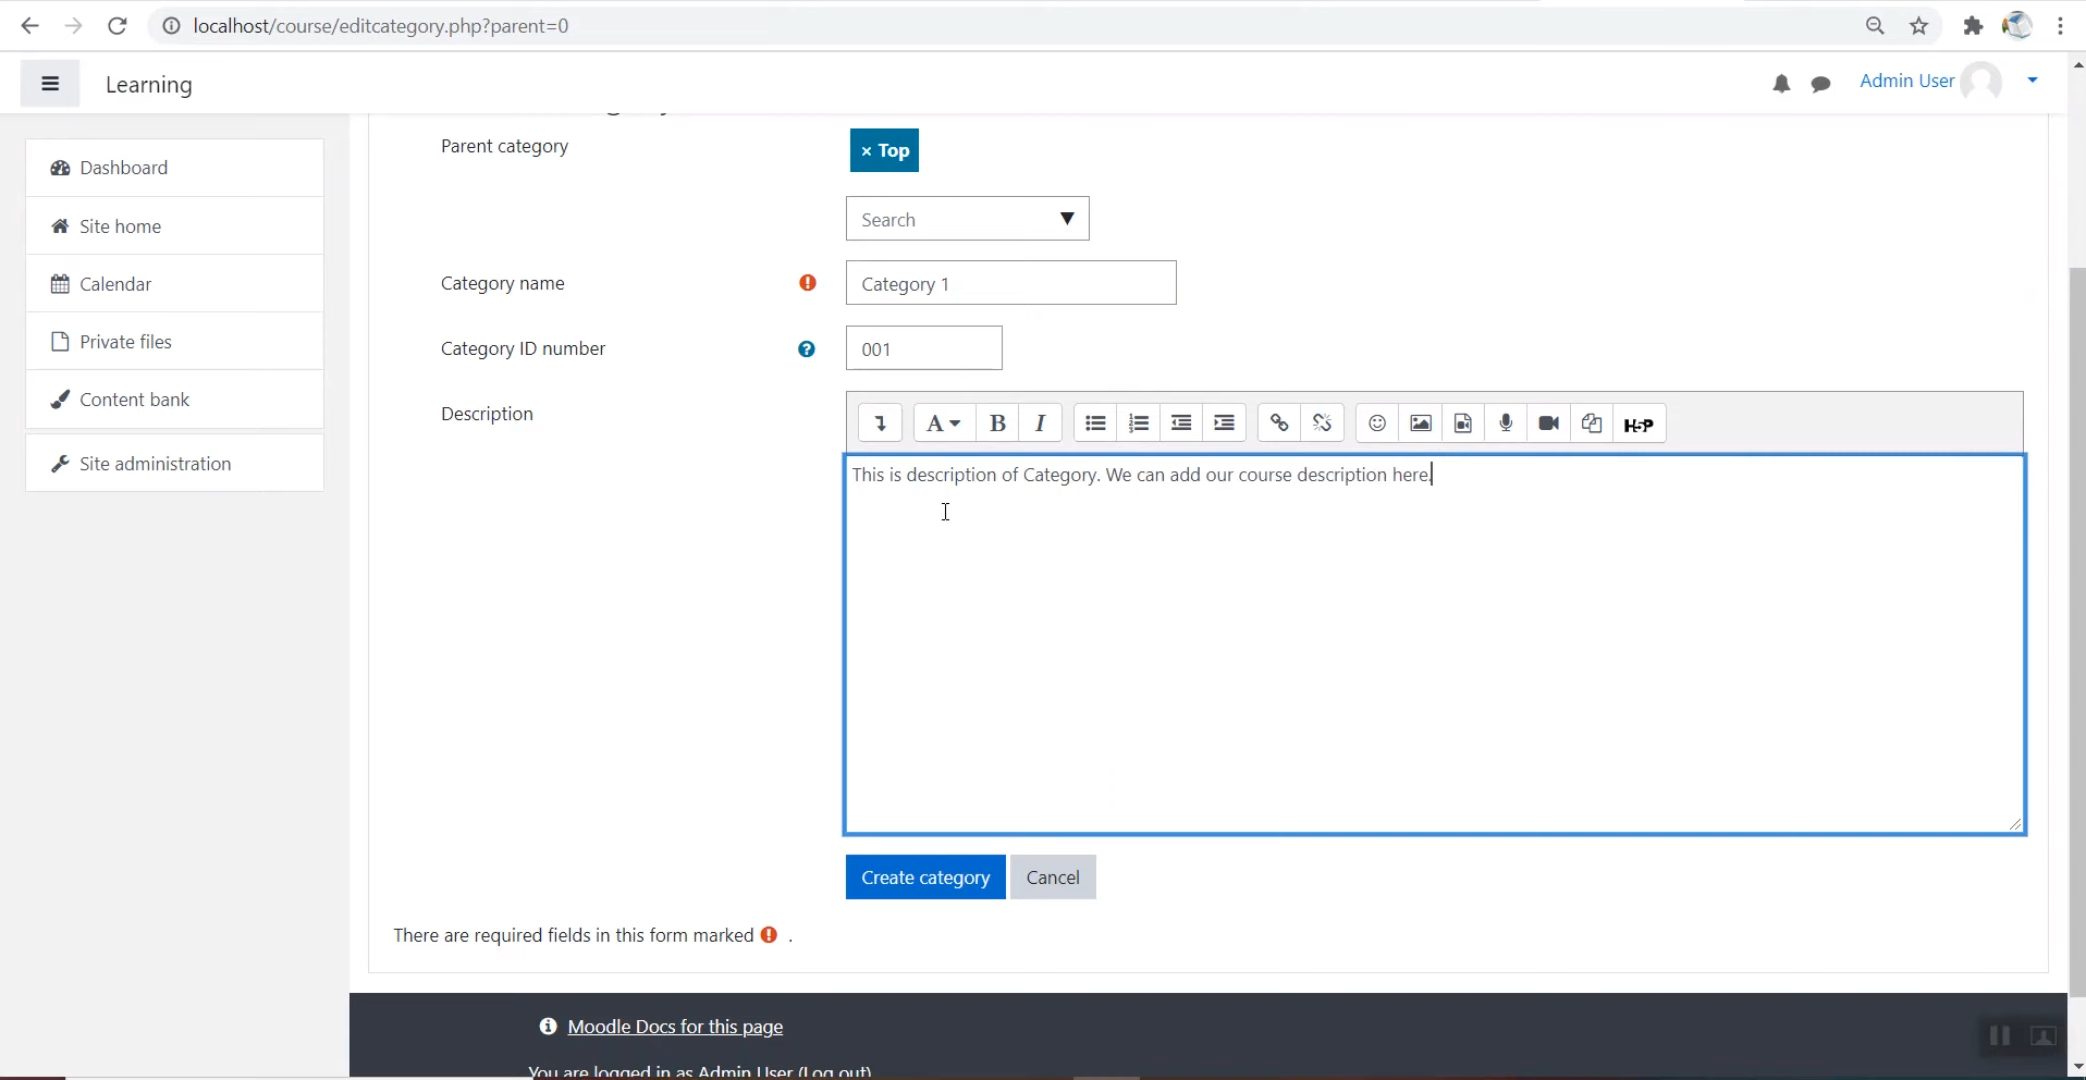 localhost/course/editcategory.php?parent=0
Learning
Admin User
Dashboard
Site home
Calendar
Private files
Content bank
Site administration
Parent category
× Top
Search
Category name
Category 1
Category ID number
001
Description
A B I
H5P
This is description of Category. We can add our course description here.
Create category Cancel
There are required fields in this form marked .
Moodle Docs for this page
You are logged in as Admin User (Log out)